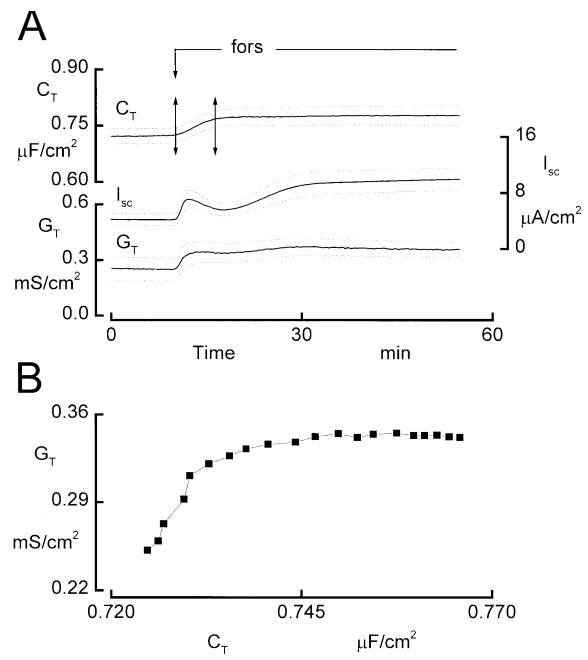 A
fors
0.90
C_T
C_T
0.75
16
μF/cm²
I_sc
0.60
I_sc
8
0.6
μA/cm²
G_T
G_T
0
0.3
mS/cm²
0.0
0 30 60
Time min
B
0.36
G_T
0.29
mS/cm²
0.22
0.720 0.745 0.770
C_T μF/cm²